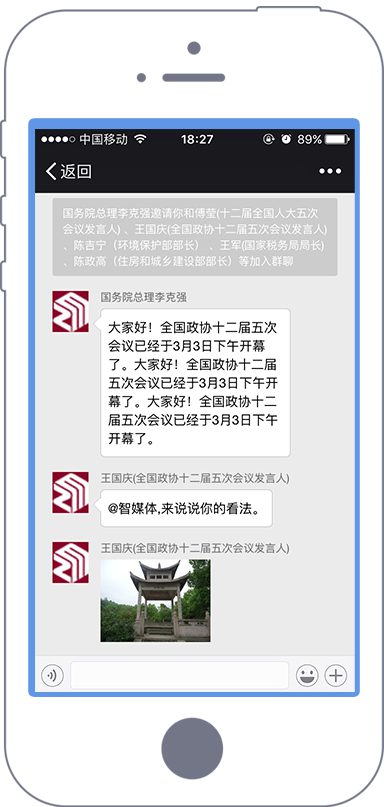 中国移动
18:27
89%
返回
国务院总理李克强邀请你和傅莹(十二届全国人大五次
会议发言人) 、王国庆(全国政协十二届五次会议发言人)
、陈吉宁（环境保护部部长） 、王军(国家税务局局长)
、陈政高（住房和城乡建设部部长）等加入群聊
国务院总理李克强
大家好！全国政协十二届五次
会议已经于3月3日下午开幕
了。大家好！全国政协十二届
五次会议已经于3月3日下午开
幕了。大家好！全国政协十二
届五次会议已经于3月3日下午
开幕了。
王国庆(全国政协十二届五次会议发言人)
@智媒体,来说说你的看法。
王国庆(全国政协十二届五次会议发言人)